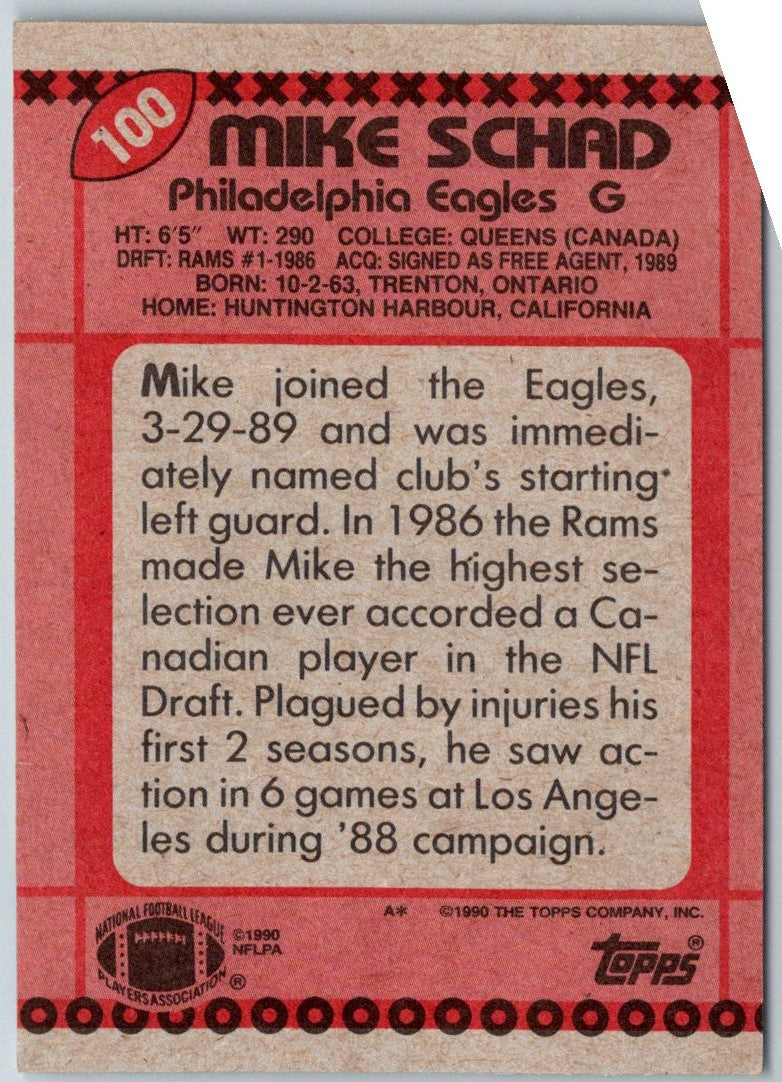 100
MIKE SCHAD
Philadelphia Eagles G
HT: 6'5" WT: 290 COLLEGE: QUEENS (CANADA)
DRFT: RAMS #1-1986 ACQ: SIGNED AS FREE AGENT, 1989
BORN: 10-2-63, TRENTON, ONTARIO
HOME: HUNTINGTON HARBOUR, CALIFORNIA
Mike joined the Eagles,
3-29-89 and was immedi-
ately named club's starting
left guard. In 1986 the Rams
made Mike the highest se-
lection ever accorded a Ca-
nadian player in the NFL
Draft. Plagued by injuries his
first 2 seasons, he saw ac-
tion in 6 games at Los Ange-
les during '88 campaign.
A* ©1990 THE TOPPS COMPANY, INC.
NATIONAL FOOTBALL LEAGUE
PLAYERS ASSOCIATION ®
©1990
NFLPA
topps ®